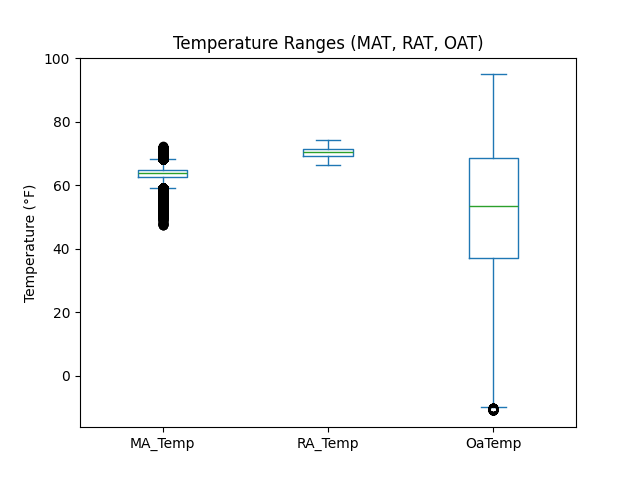 Temperature Ranges (MAT, RAT, OAT)
100
80
60
40
20
0
Temperature (°F)
MA_Temp
RA_Temp
OaTemp